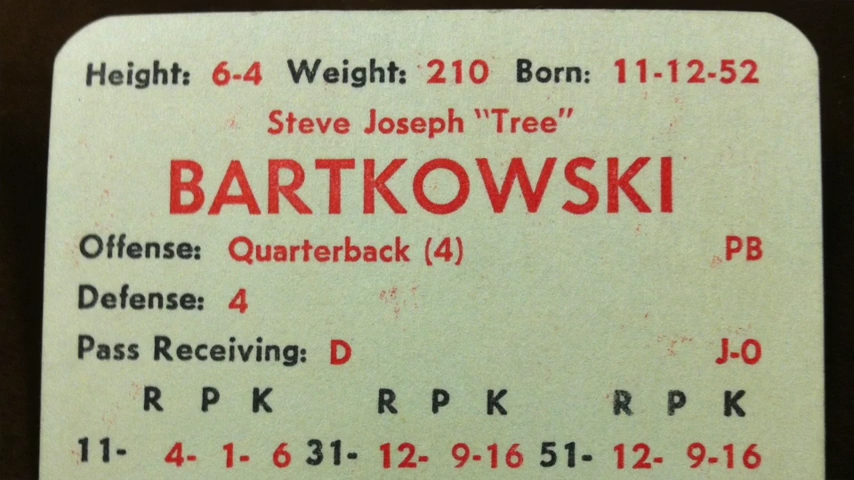 Height: 6-4 Weight: 210 Born: 11-12-52
Steve Joseph "Tree"
BARTKOWSKI
Offense: Quarterback (4) PB
Defense: 4
Pass Receiving: D J-0
R P K R P K R P K
11- 4- 1- 6 31- 12- 9-16 51- 12- 9-16